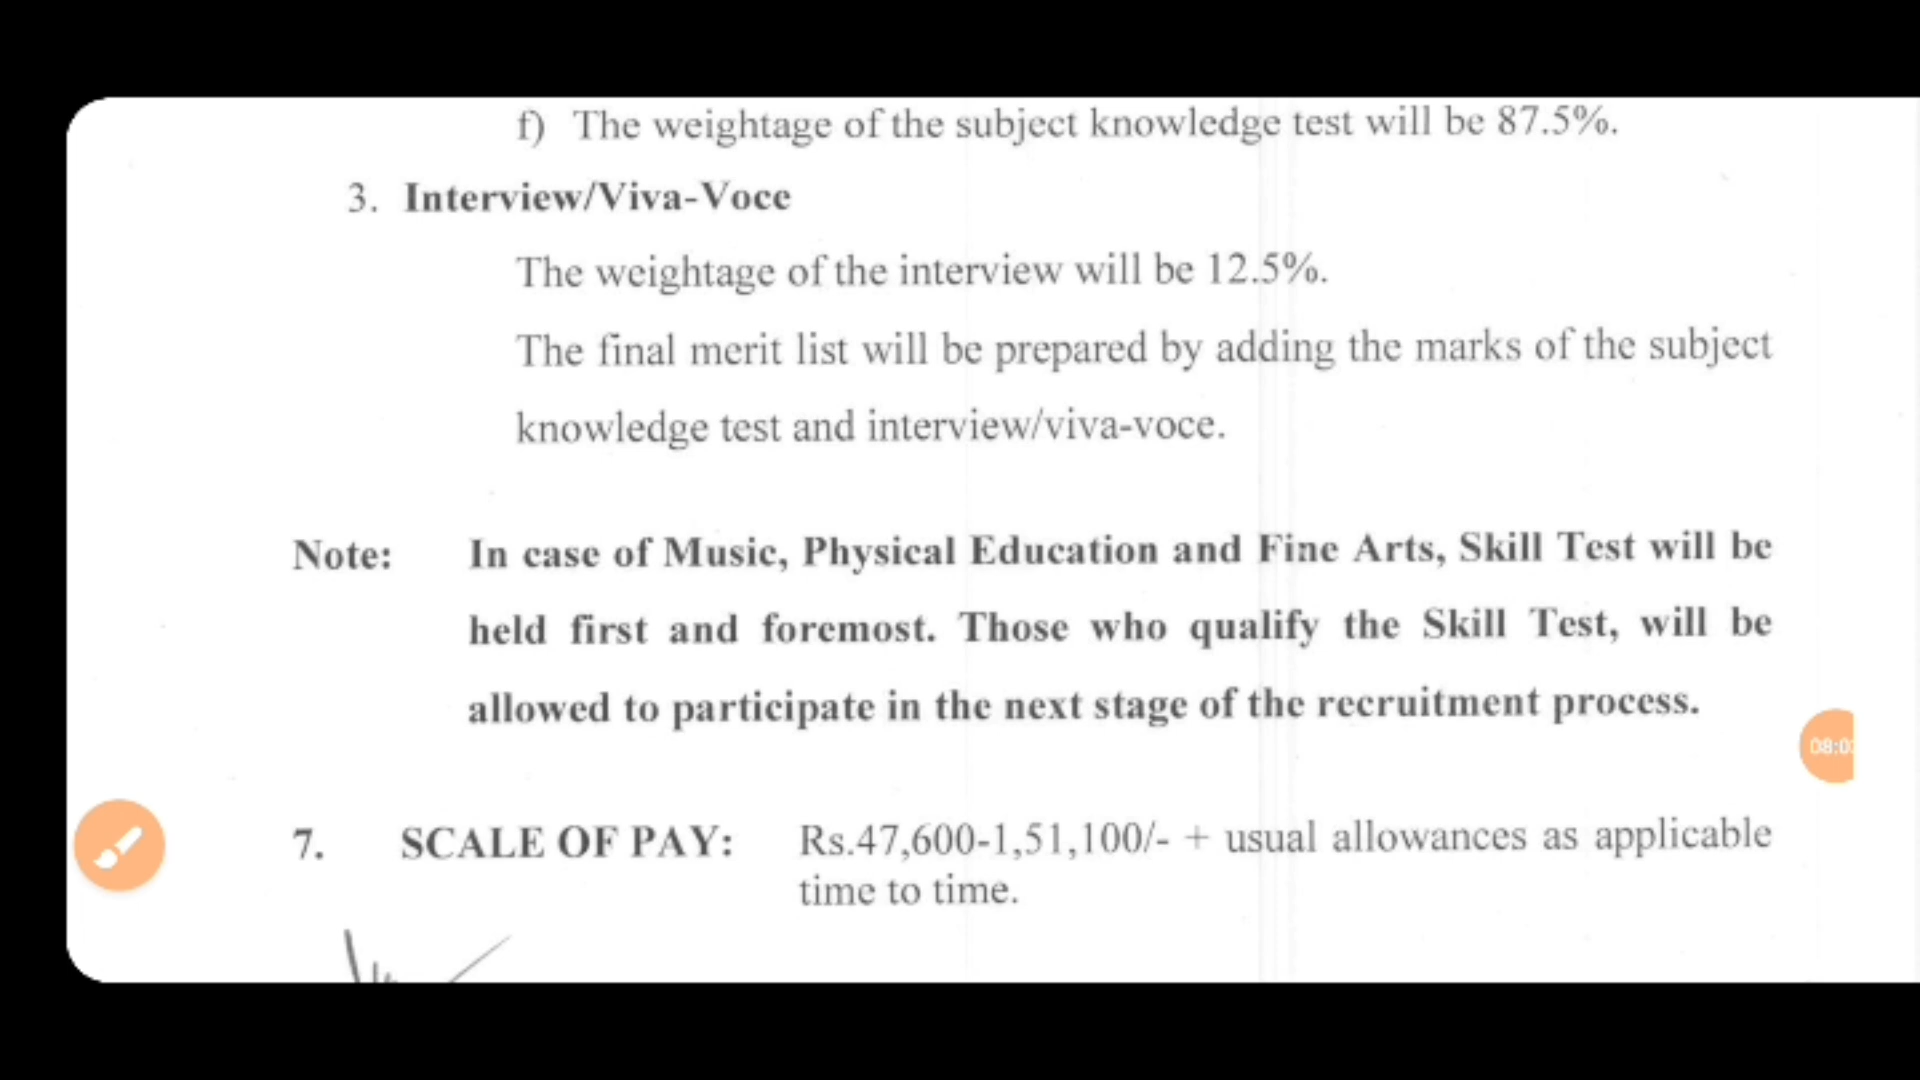 f) The weightage of the subject knowledge test will be 87.5%.
3. Interview/Viva-Voce
The weightage of the interview will be 12.5%.
The final merit list will be prepared by adding the marks of the subject
knowledge test and interview/viva-voce.
Note: In case of Music, Physical Education and Fine Arts, Skill Test will be
held first and foremost. Those who qualify the Skill Test, will be
allowed to participate in the next stage of the recruitment process.
7. SCALE OF PAY: Rs.47,600-1,51,100/- + usual allowances as applicable
time to time.